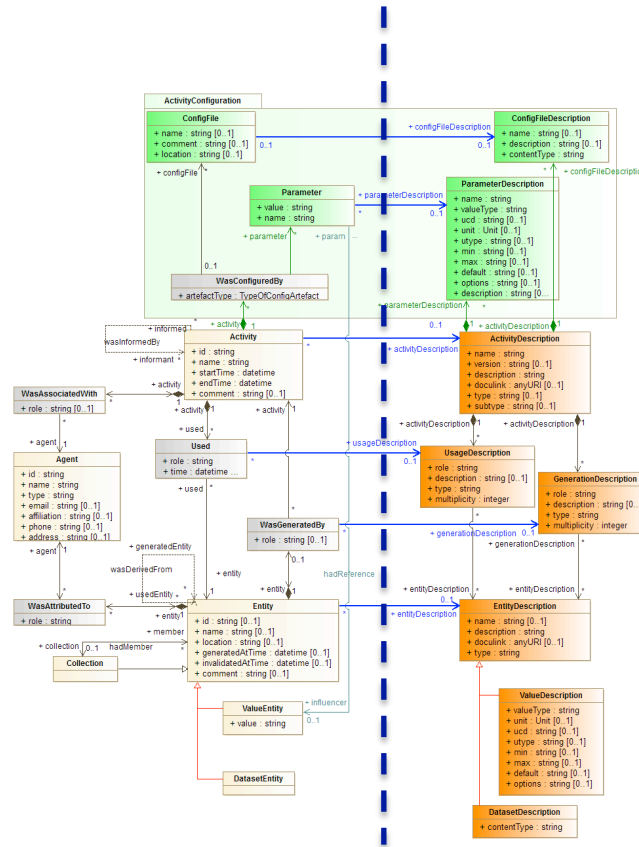 ActivityConfiguration
ConfigFile
+ name : string [0..1]
+ comment : string [0..1]
+ location : string [0..1]
+ configFileDescription
0..1
0..1
ConfigFileDescription
+ name : string [0..1]
+ description : string [0..1]
+ contentType : string
+ configFile
+ configFileDescription
Parameter
+ value : string
+ name : string
+ parameterDescription
*
0..1
ParameterDescription
+ name : string
+ valueType : string
+ ucd : string [0..1]
+ unit : Unit [0..1]
+ utype : string [0..1]
+ min : string [0..1]
+ max : string [0..1]
+ default : string [0..1]
+ options : string [0..1]
+ description : string [0...
+ parameter
*
+ param ...
0..1
WasConfiguredBy
+ artefactType : TypeOfConfigArtefact
+ parameterDescription
*
+ activity
1
0..1
+ activityDescription
1
+ informed
*
wasInformedBy
+ informant
*
Activity
+ id : string
+ name : string
+ startTime : datetime
+ endTime : datetime
+ comment : string [0..1]
*
+ activityDescription
ActivityDescription
+ name : string
+ version : string [0..1]
+ description : string
+ doculink : anyURI [0..1]
+ type : string [0..1]
+ subtype : string [0..1]
WasAssociatedWith
+ role : string [0..1]
+ activity
*
1
+ activity
1
+ activity
1
+ activityDescription
1
+ activityDescription
1
+ agent
1
+ used
*
Used
+ role : string
+ time : datetime ...
*
+ usageDescription
0..1
*
UsageDescription
+ role : string
+ description : string [0..1]
+ type : string
+ multiplicity : integer
Agent
+ id : string
+ name : string
+ type : string
+ email : string [0..1]
+ affiliation : string [0..1]
+ phone : string [0..1]
+ address : string [0..1]
+ used
*
GenerationDescription
+ role : string
+ description : string [0..1]
+ type : string
+ multiplicity : integer
WasGeneratedBy
+ role : string [0..1]
*
+ generationDescription
0..1
+ generationDescription
+ agent
1
+ generatedEntity
*
wasDerivedFrom
+ usedEntity
*
0..1
+ entity
1
+ entity
1
hadReference
+ entityDescription
*
+ entityDescription
*
WasAttributedTo
+ role : string
*
+ entity
1
Entity
+ id : string [0..1]
+ name : string [0..1]
+ location : string [0..1]
+ generatedAtTime : datetime [0..1]
+ invalidatedAtTime : datetime [0..1]
+ comment : string [0..1]
*
0..1
+ entityDescription
EntityDescription
+ name : string [0..1]
+ description : string
+ doculink : anyURI [0..1]
+ type : string
+ member
*
+ collection
0..1
hadMember
Collection
+ influencer
0..1
ValueEntity
+ value : string
DatasetEntity
ValueDescription
+ valueType : string
+ unit : Unit [0..1]
+ ucd : string [0..1]
+ utype : string [0..1]
+ min : string [0..1]
+ max : string [0..1]
+ default : string [0..1]
+ options : string [0..1]
DatasetDescription
+ contentType : string